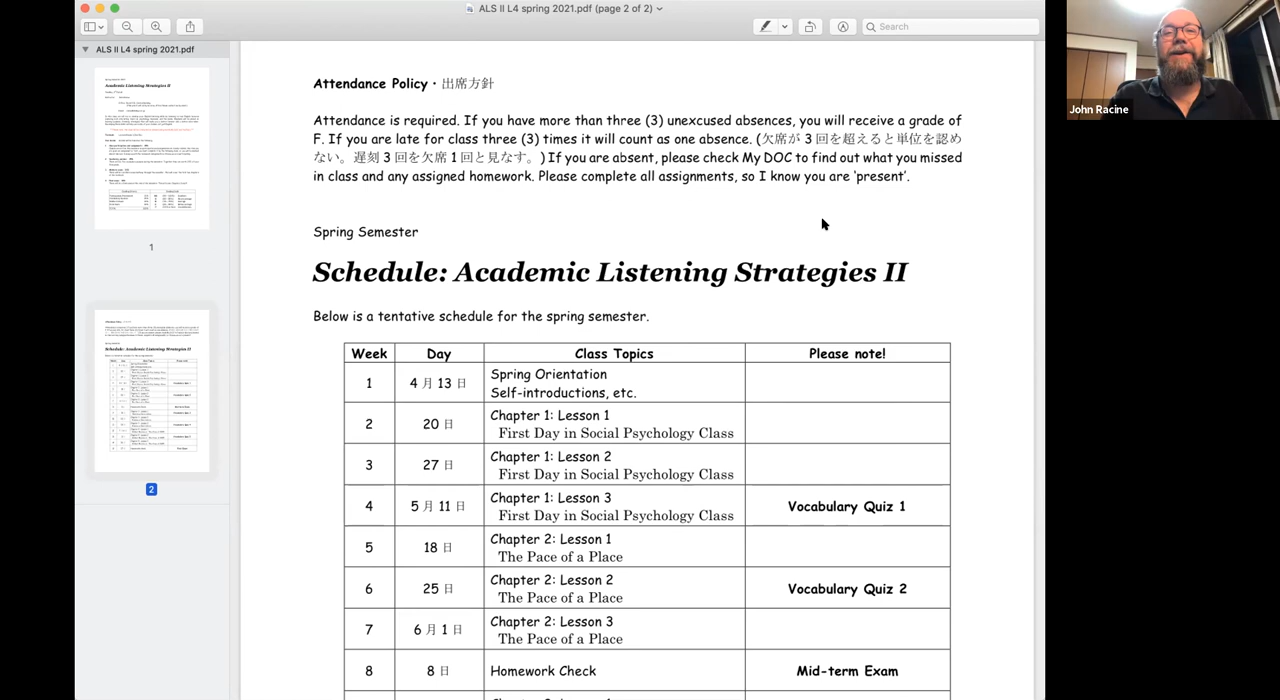 ALS II L4 spring 2021.pdf (page 2 of 2)
Search
ALS II L4 spring 2021.pdf
1
2
Attendance Policy · 出席方針
Attendance is required. If you have more than three (3) unexcused absences, you will receive a grade of
F. If you are late for class three (3) times, it will count as one absence. (欠席が 3 回を超えると単位を認め
ない。遅刻 3 回を欠席 1 回と見なす。) If you are absent, please check My DOC to find out what you missed
in class and any assigned homework. Please complete all assignments, so I know you are 'present'.
Spring Semester
Schedule: Academic Listening Strategies II
Below is a tentative schedule for the spring semester.
Week Day Class Topics Please note!
1 4 月 13 日 Spring Orientation
Self-introductions, etc.
2 20 日 Chapter 1: Lesson 1
First Day in Social Psychology Class
3 27 日 Chapter 1: Lesson 2
First Day in Social Psychology Class
4 5 月 11 日 Chapter 1: Lesson 3
First Day in Social Psychology Class
Vocabulary Quiz 1
5 18 日 Chapter 2: Lesson 1
The Pace of a Place
6 25 日 Chapter 2: Lesson 2
The Pace of a Place
Vocabulary Quiz 2
7 6 月 1 日 Chapter 2: Lesson 3
The Pace of a Place
8 8 日 Homework Check Mid-term Exam
John Racine